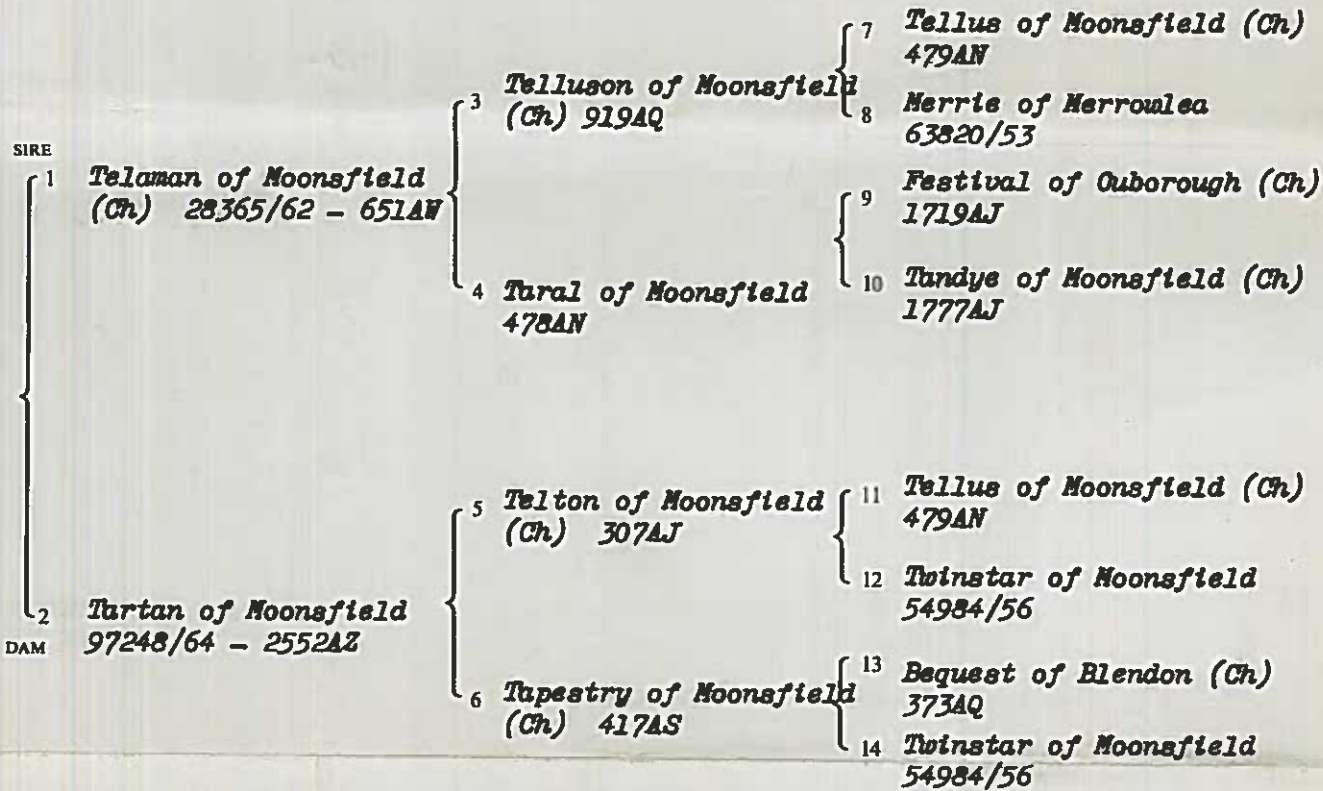 SIRE
1 Telaman of Moonsfield
(Ch) 28365/62 – 651AW
3 Telluson of Moonsfield
(Ch) 919AQ
7 Tellus of Moonsfield (Ch)
479AN
8 Merrie of Merrowlea
63820/53
4 Taral of Moonsfield
478AN
9 Festival of Ouborough (Ch)
1719AJ
10 Tandye of Moonsfield (Ch)
1777AJ
2 Tartan of Moonsfield
DAM 97248/64 – 2552AZ
5 Telton of Moonsfield
(Ch) 307AJ
11 Tellus of Moonsfield (Ch)
479AN
12 Twinstar of Moonsfield
54984/56
6 Tapestry of Moonsfield
(Ch) 417AS
13 Bequest of Blendon (Ch)
373AQ
14 Twinstar of Moonsfield
54984/56